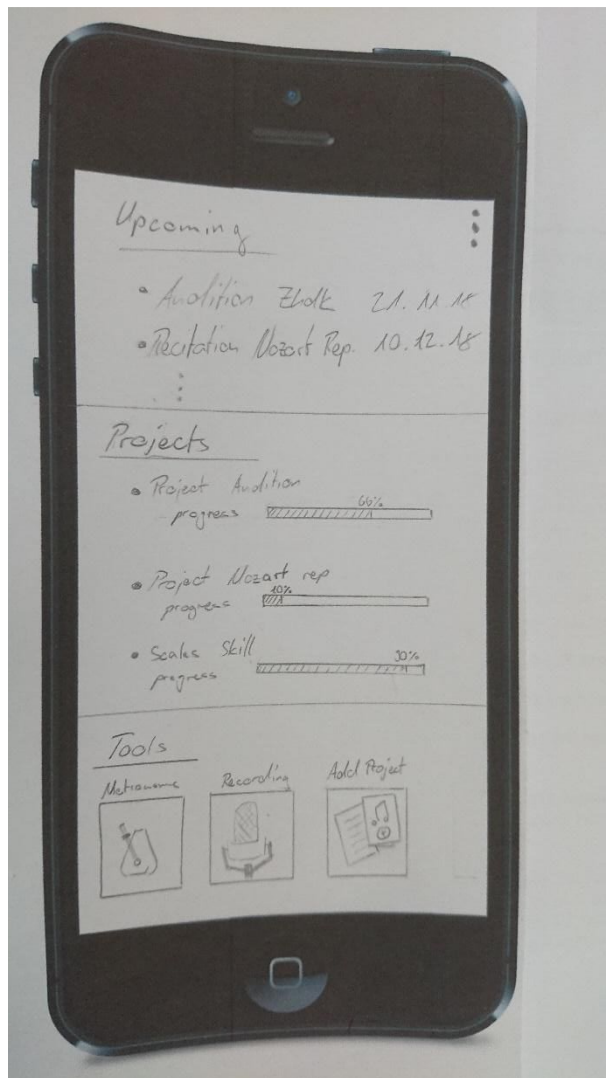 Upcoming
Audition ZhdK 21.11.18
Recitation Mozart Rep. 10.12.18
Projects
Project Audition
66%
progress
Project Mozart rep
10%
progress
Scales Skill
90%
progress
Tools
Metronome Recording Add Project